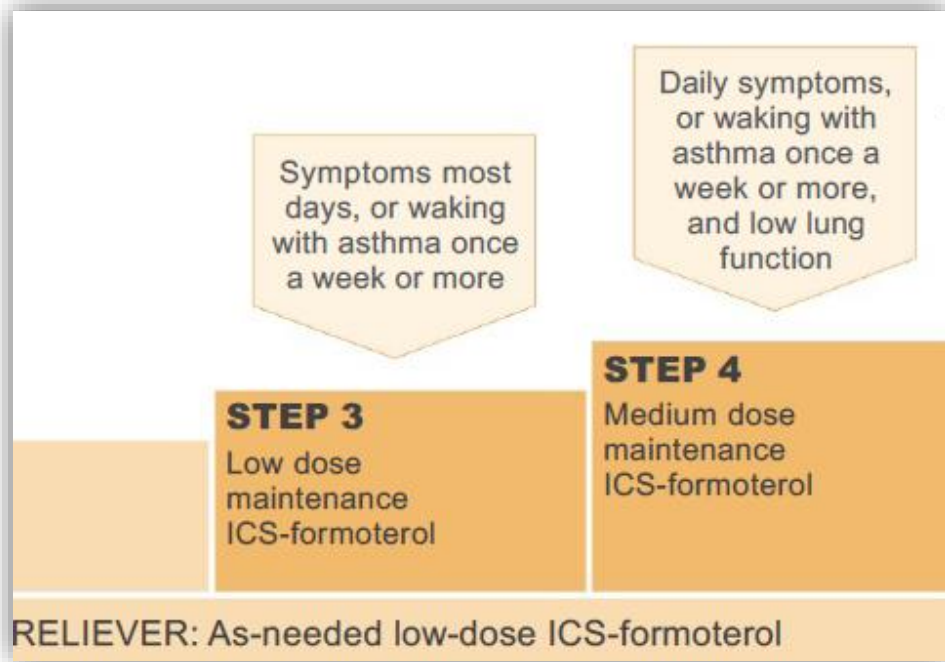 Symptoms most
days, or waking
with asthma once
a week or more
Daily symptoms,
or waking with
asthma once a
week or more,
and low lung
function
STEP 3
Low dose
maintenance
ICS-formoterol
STEP 4
Medium dose
maintenance
ICS-formoterol
RELIEVER: As-needed low-dose ICS-formoterol